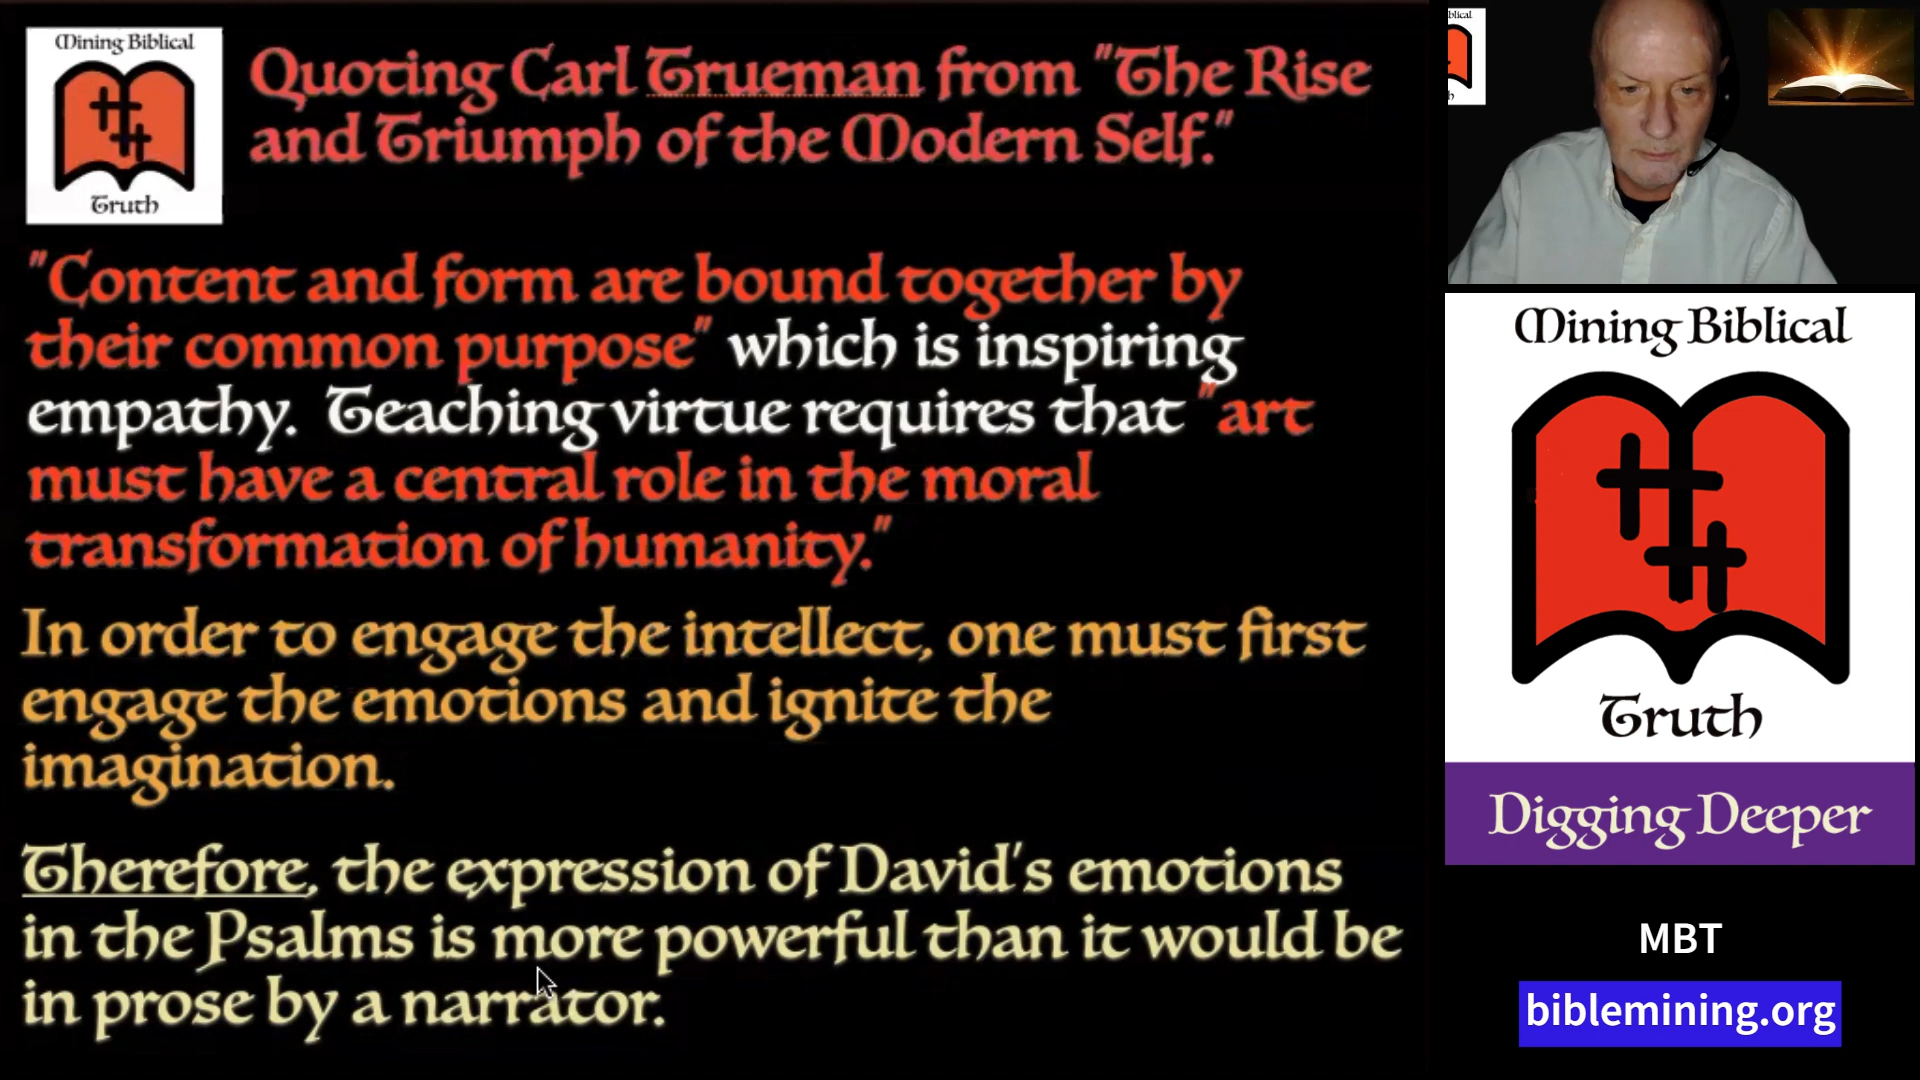 Mining Biblical
Truth
Quoting Carl Trueman from "The Rise
and Triumph of the Modern Self."
"Content and form are bound together by
their common purpose" which is inspiring
empathy. Teaching virtue requires that "art
must have a central role in the moral
transformation of humanity."
In order to engage the intellect, one must first
engage the emotions and ignite the
imagination.
Therefore, the expression of David's emotions
in the Psalms is more powerful than it would be
in prose by a narrator.
blical
h
Mining Biblical
Truth
Digging Deeper
MBT
biblemining.org